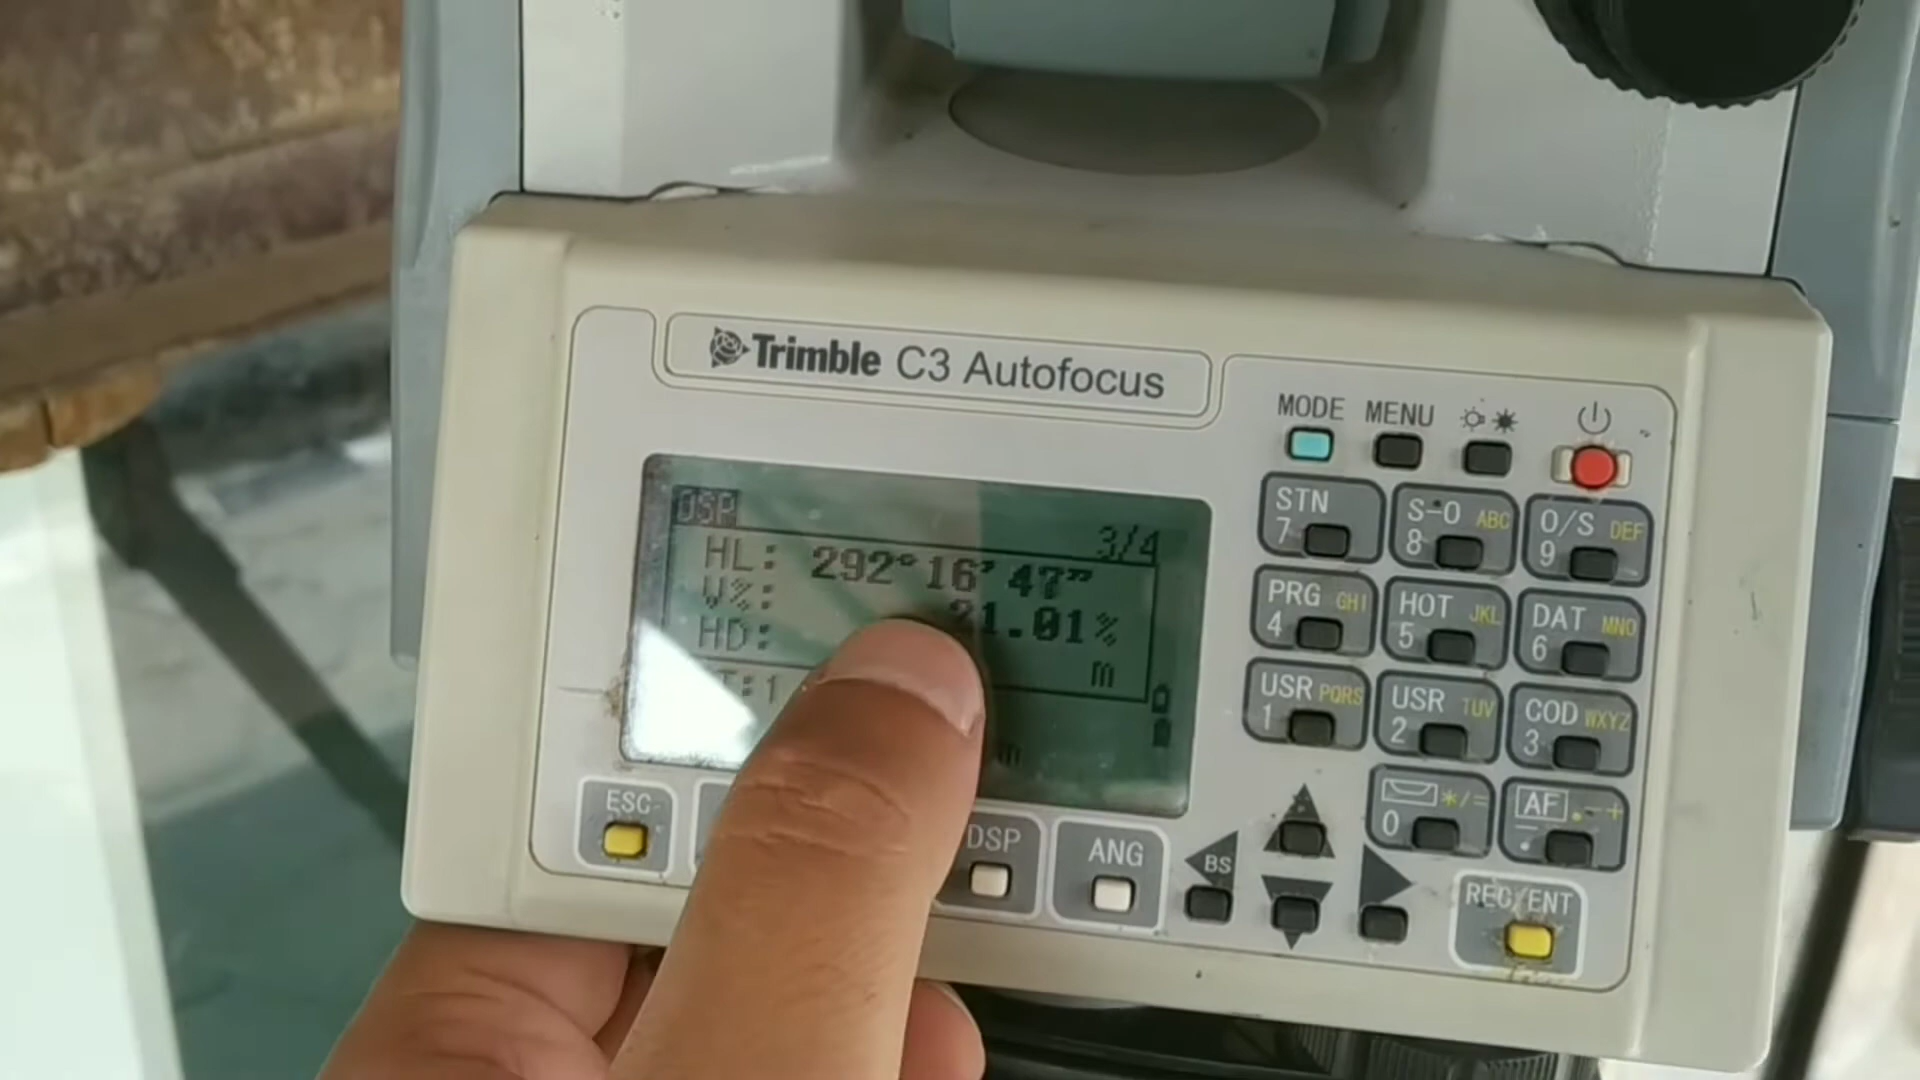 Trimble C3 Autofocus
MODE MENU
DSP 3/4
HL: 292°16'47"
V%: 21.01%
HD: m
T:1
m
STN 7
S-O ABC 8
O/S DEF 9
PRG GHI 4
HOT JKL 5
DAT MNO 6
USR PQRS 1
USR TUV 2
COD WXYZ 3
*/= 0
AF .-+
ESC
DSP
ANG
BS
REC/ENT